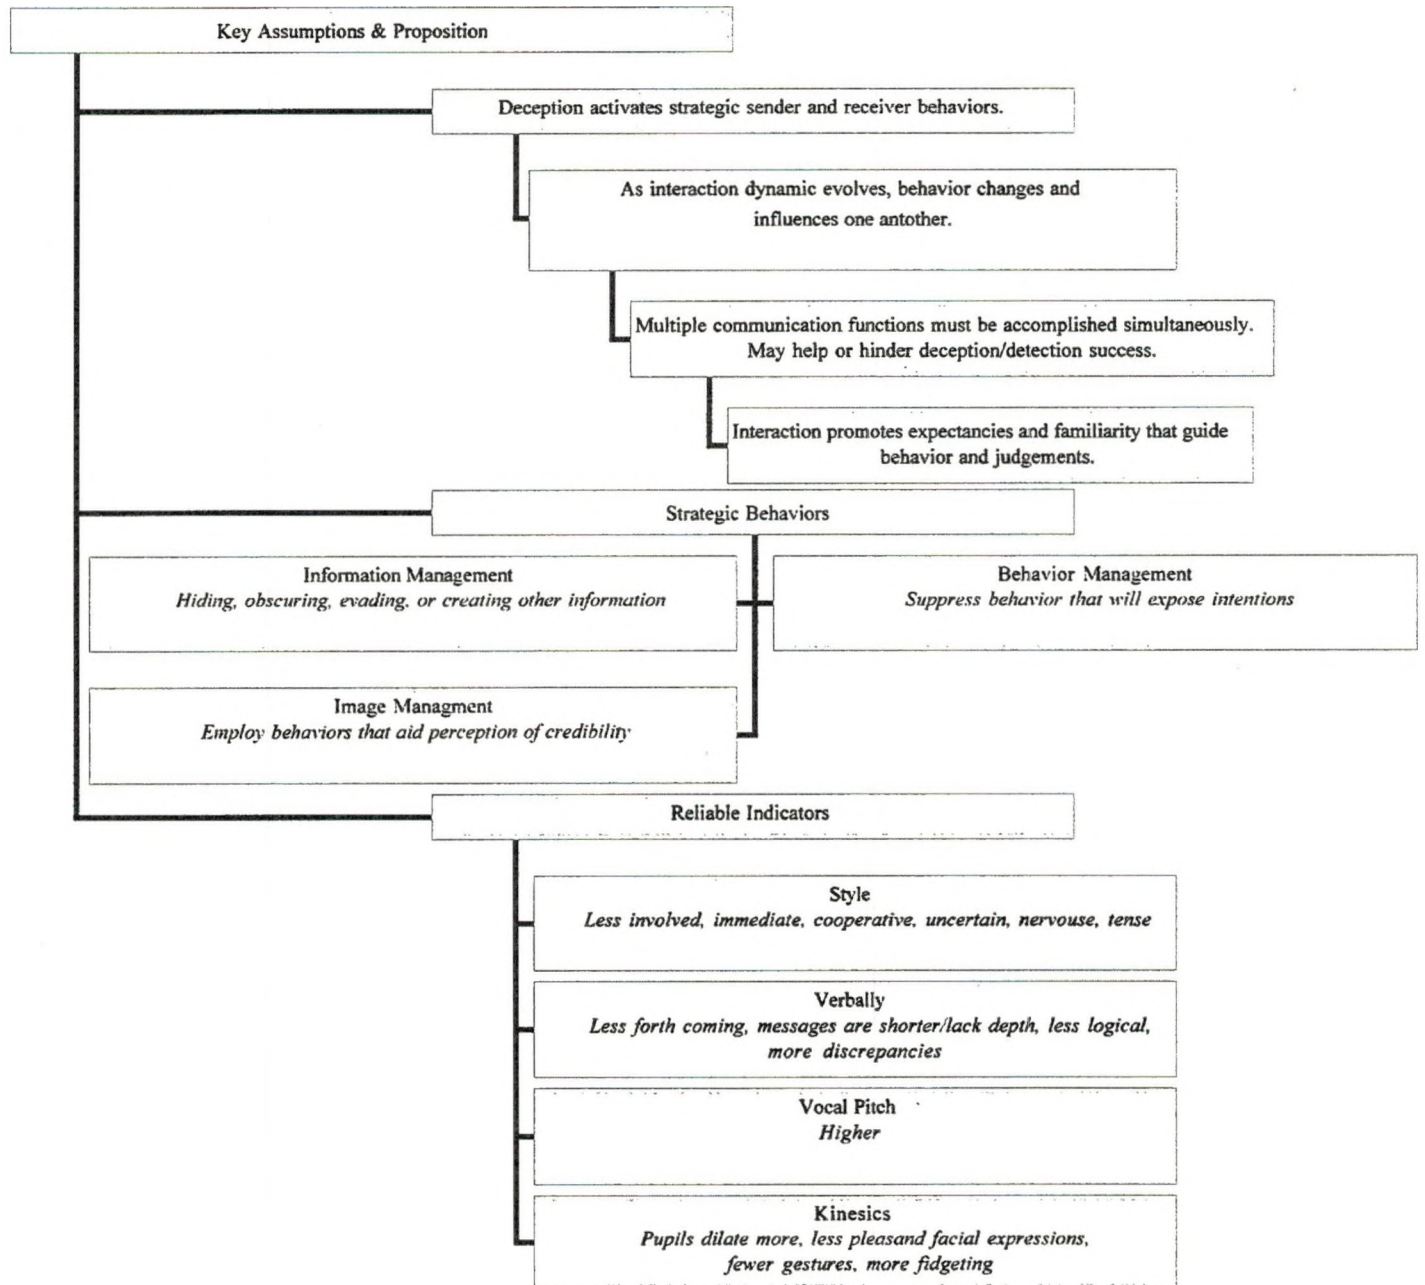 Key Assumptions & Proposition
Deception activates strategic sender and receiver behaviors.
As interaction dynamic evolves, behavior changes and
influences one antother.
Multiple communication functions must be accomplished simultaneously.
May help or hinder deception/detection success.
Interaction promotes expectancies and familiarity that guide
behavior and judgements.
Strategic Behaviors
Information Management
Hiding, obscuring, evading, or creating other information
Behavior Management
Suppress behavior that will expose intentions
Image Managment
Employ behaviors that aid perception of credibility
Reliable Indicators
Style
Less involved, immediate, cooperative, uncertain, nervouse, tense
Verbally
Less forth coming, messages are shorter/lack depth, less logical,
more discrepancies
Vocal Pitch
Higher
Kinesics
Pupils dilate more, less pleasand facial expressions,
fewer gestures, more fidgeting